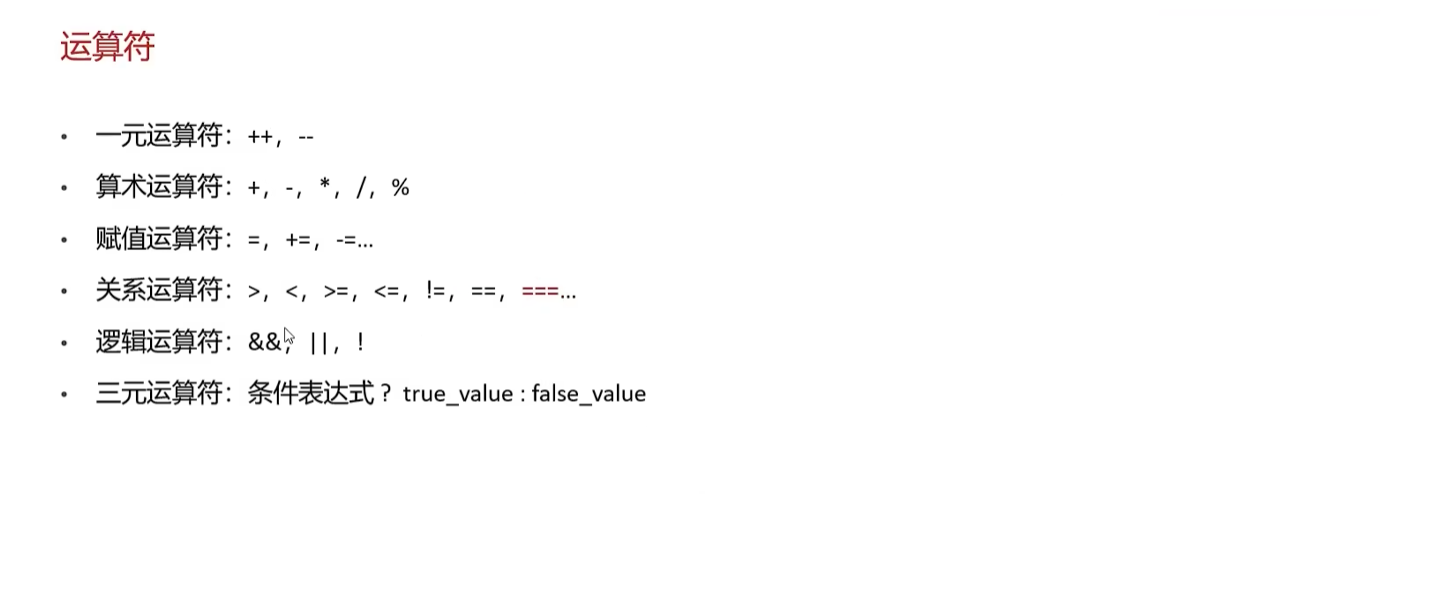 运算符
• 一元运算符：++，--
• 算术运算符：+，-，*，/，%
• 赋值运算符：=，+=，-=…
• 关系运算符：>，<，>=，<=，!=，==，===…
• 逻辑运算符：&&，||，!
• 三元运算符：条件表达式 ? true_value : false_value